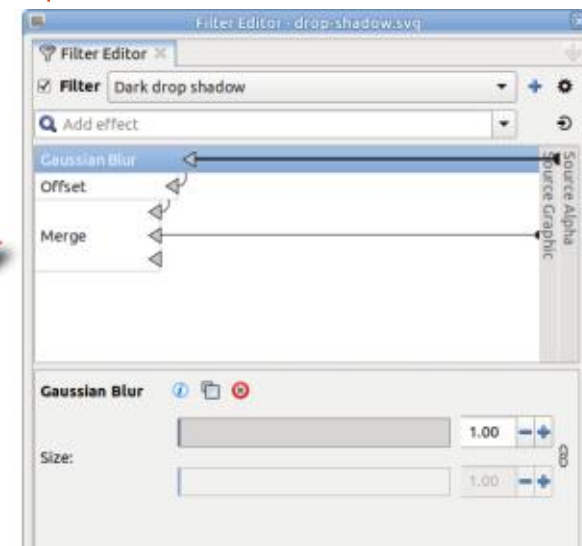 Filter Editor - drop-shadow.svg
Filter Editor
Filter Dark drop shadow
Add effect
Gaussian Blur
Offset
Merge
Source Graphic
Source Alpha
Gaussian Blur
1.00
Size:
1.00